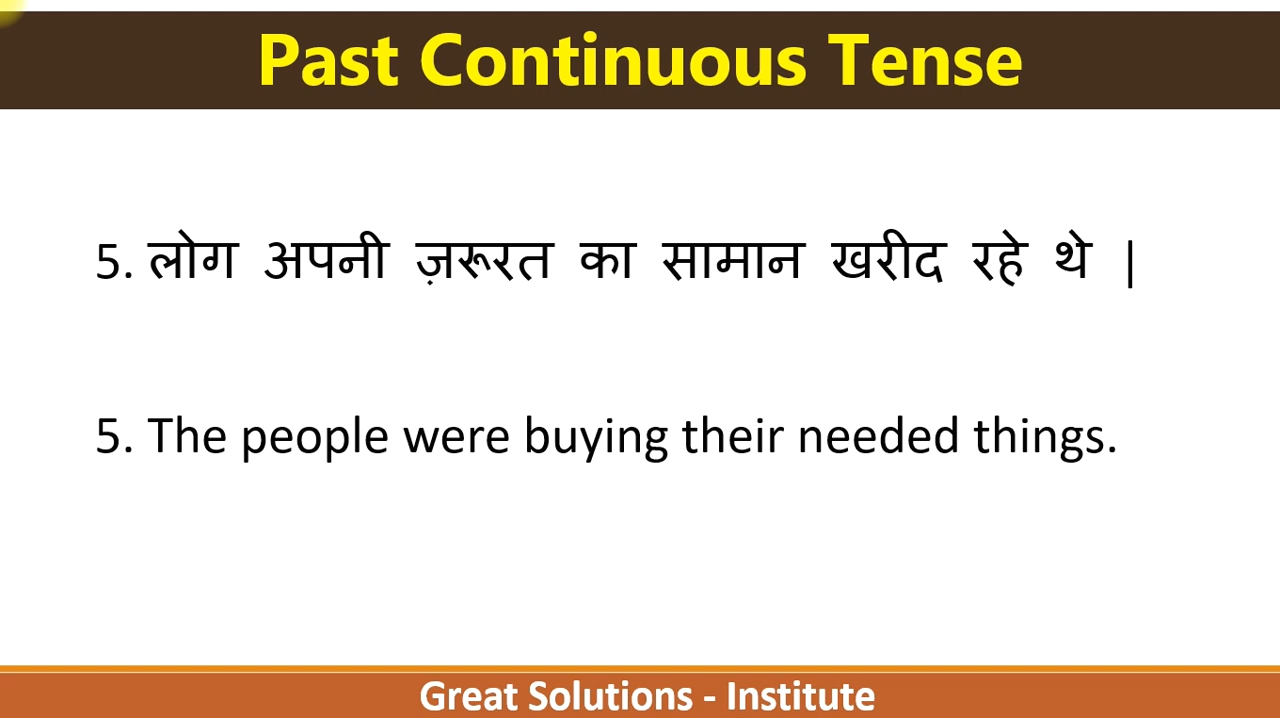 Past Continuous Tense
5. लोग अपनी ज़रूरत का सामान खरीद रहे थे |
5. The people were buying their needed things.
Great Solutions - Institute